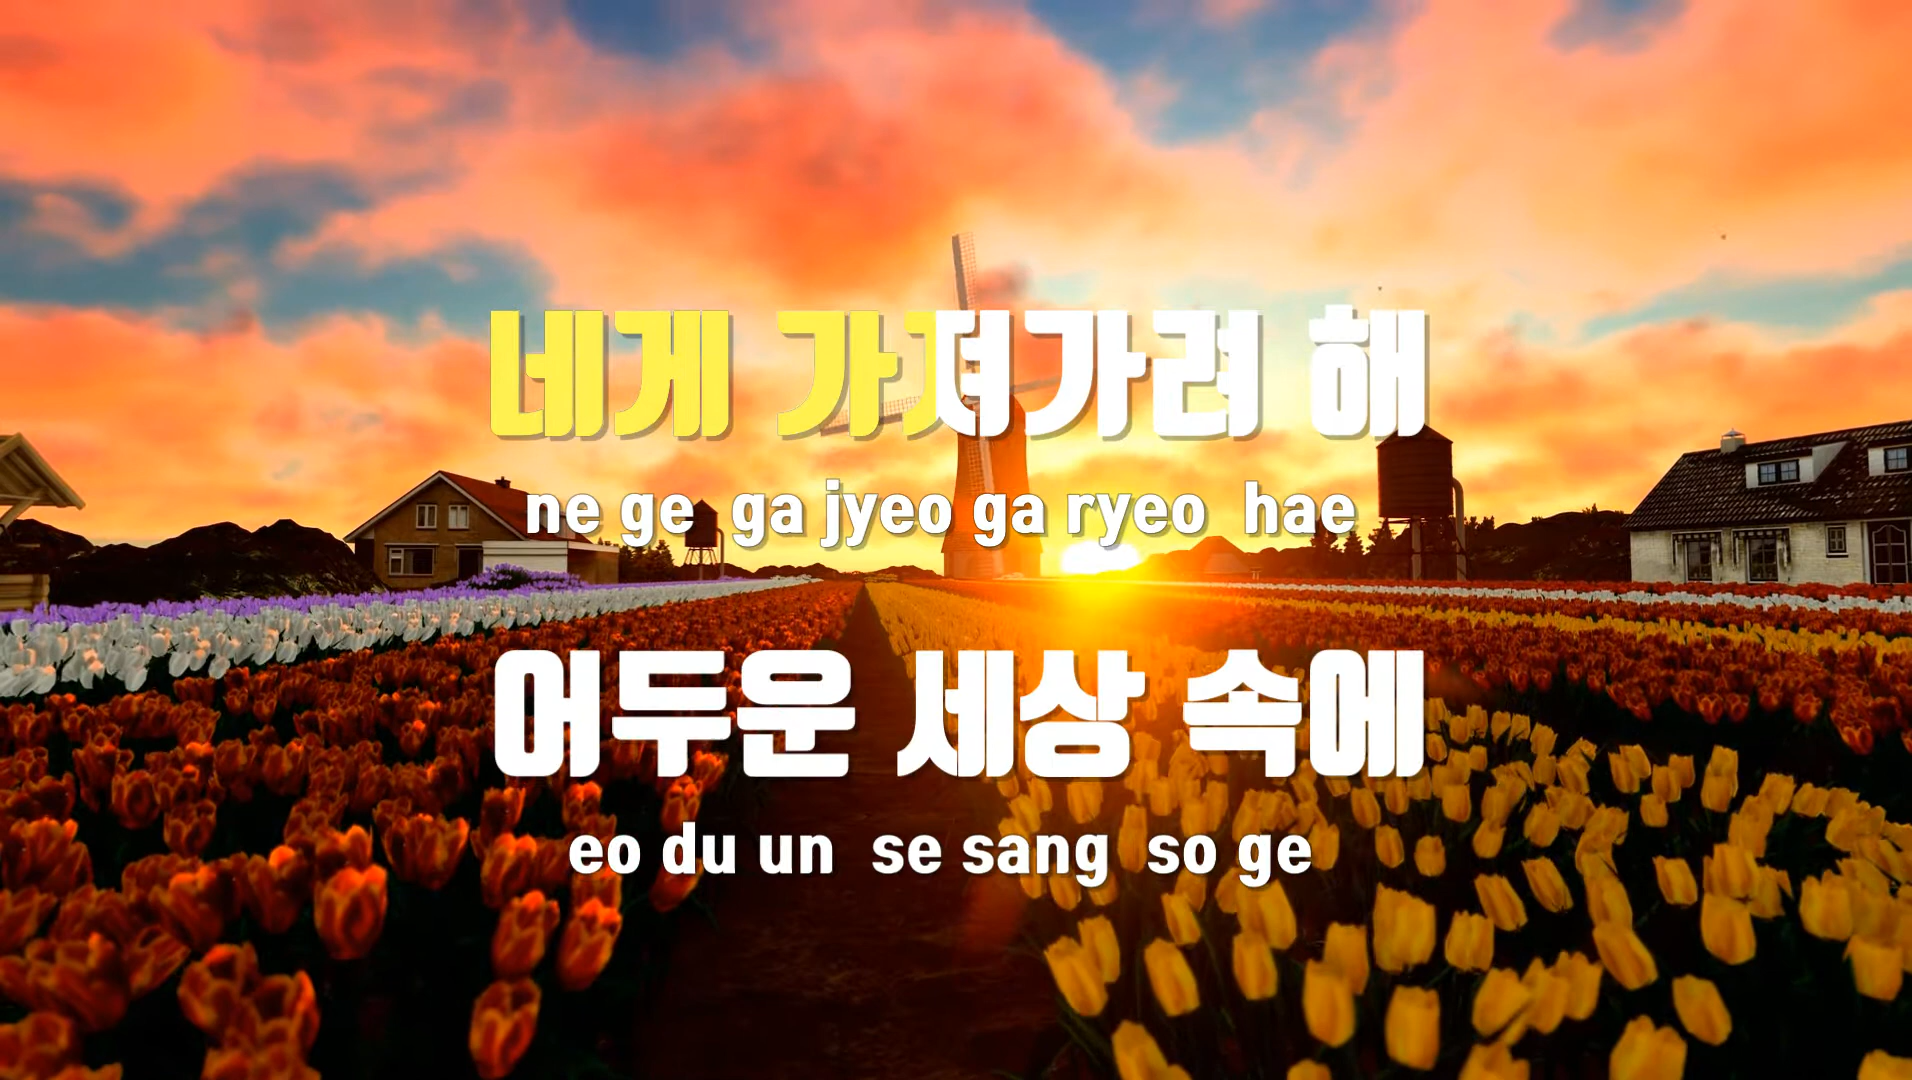 네게 가져가려 해
ne ge ga jyeo ga ryeo hae
어두운 세상 속에
eo du un se sang so ge